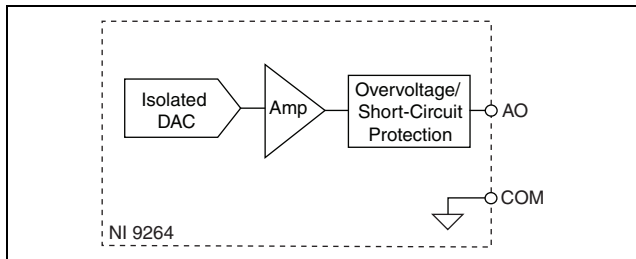 Isolated
DAC
Amp
Overvoltage/
Short-Circuit
Protection
AO
COM
NI 9264